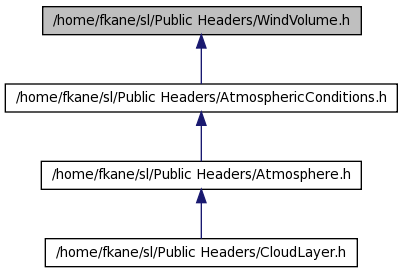 /home/fkane/sl/Public Headers/WindVolume.h
/home/fkane/sl/Public Headers/AtmosphericConditions.h
/home/fkane/sl/Public Headers/Atmosphere.h
/home/fkane/sl/Public Headers/CloudLayer.h